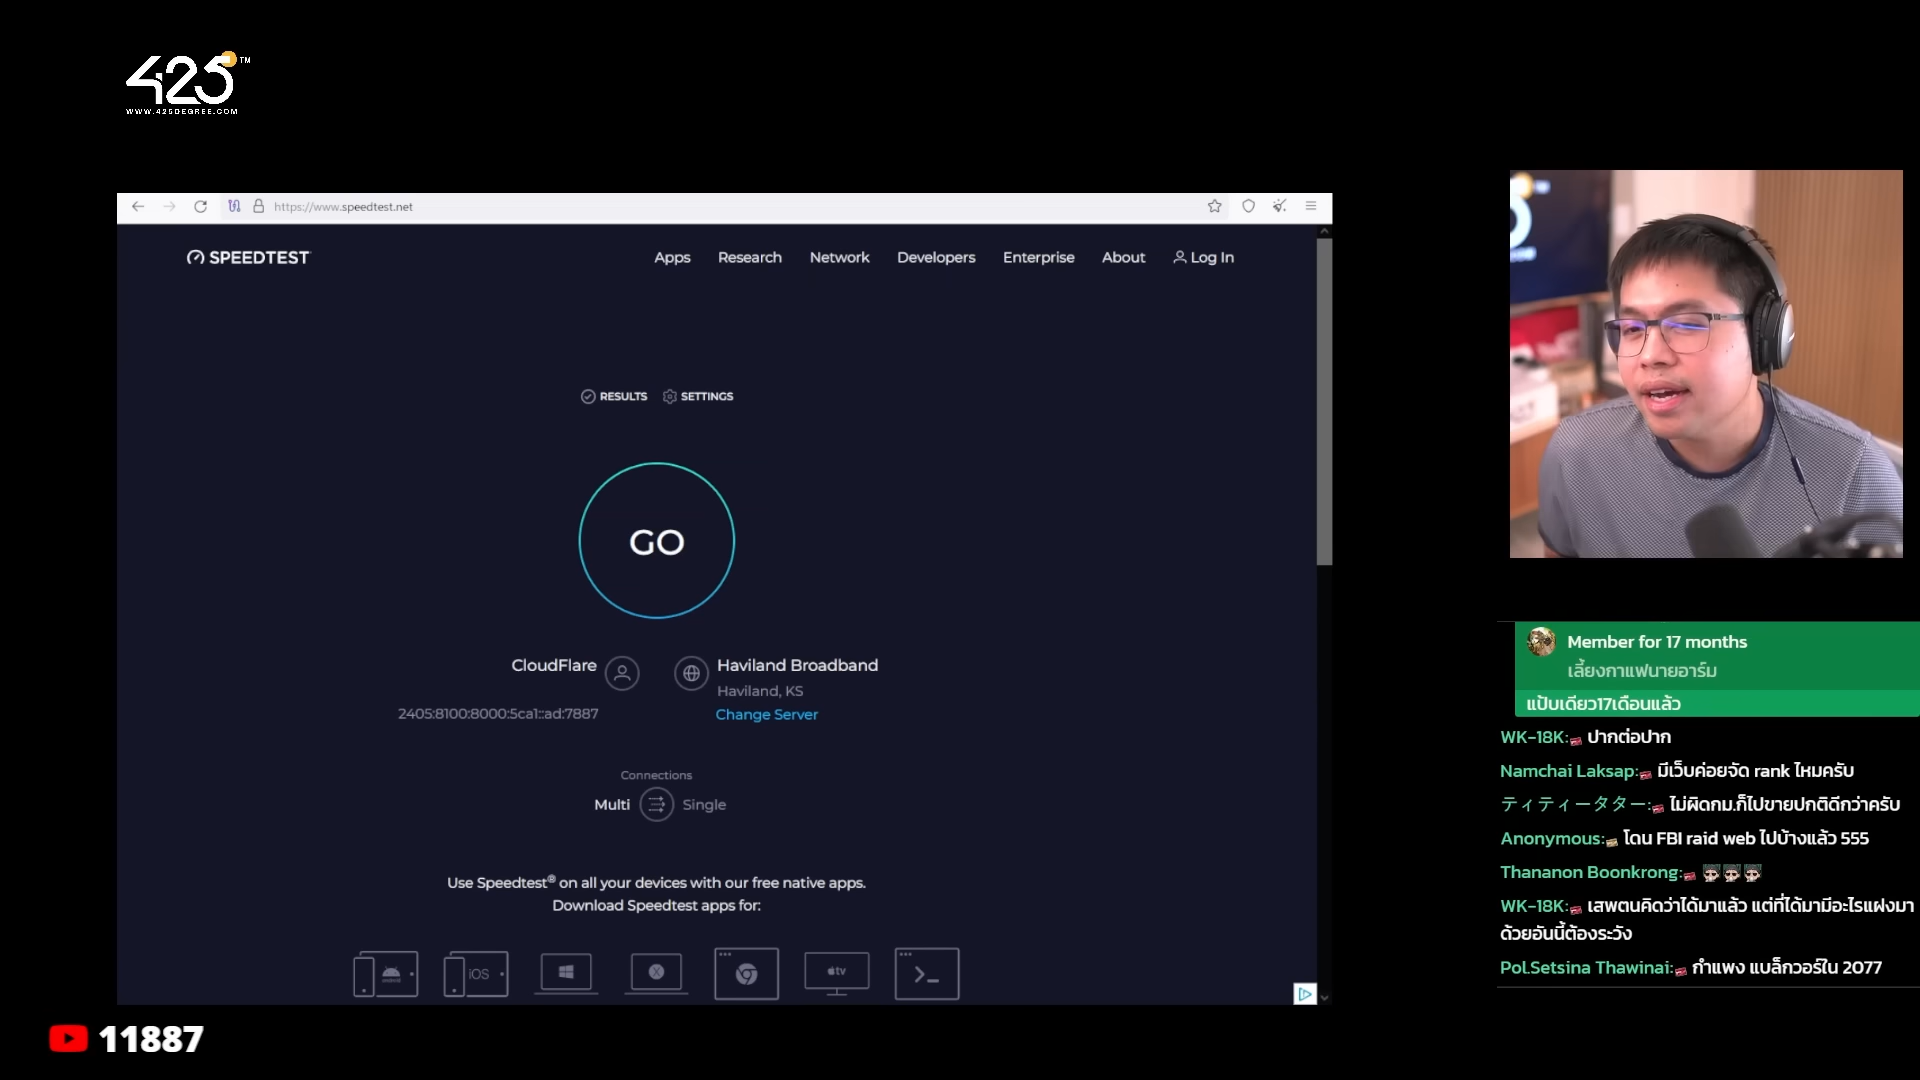 425™
WWW.425DEGREE.COM
https://www.speedtest.net
SPEEDTEST
Apps Research Network Developers Enterprise About Log In
RESULTS SETTINGS
GO
CloudFlare
2405:8100:8000:5ca1::ad:7887
Haviland Broadband
Haviland, KS
Change Server
Connections
Multi Single
Use Speedtest® on all your devices with our free native apps.
Download Speedtest apps for:
android
iOS
tv
Member for 17 months
เลี้ยงกาแฟนายอาร์ม
แป้บเดียว17เดือนแล้ว
WK-18K: ปากต่อปาก
Namchai Laksap: มีเว็บค่อยจัด rank ไหมครับ
ティティータター: ไม่ผิดกม.ก็ไปขายปกติดีกว่าครับ
Anonymous: โดน FBI raid web ไปบ้างแล้ว 555
Thananon Boonkrong:
WK-18K: เสพตนคิดว่าได้มาแล้ว แต่ที่ได้มามีอะไรแฝงมา
ด้วยอันนี้ต้องระวัง
Pol.Setsina Thawinai: กำแพง แบล็กวอร์ใน 2077
11887